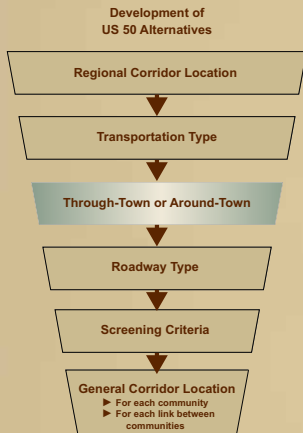 Development of
US 50 Alternatives
Regional Corridor Location
Transportation Type
Through-Town or Around-Town
Roadway Type
Screening Criteria
General Corridor Location
► For each community
► For each link between
communities